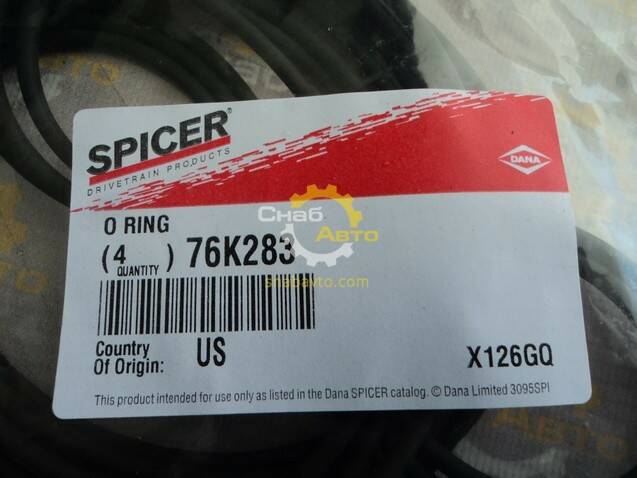 SPICER®
DRIVETRAIN PRODUCTS
DANA
O RING
(4) 76K283
QUANTITY
Снаб
Авто
snabavto.com
Country
Of Origin: US
X126GQ
This product intended for use only as listed in the Dana SPICER catalog. © Dana Limited 3095SPI